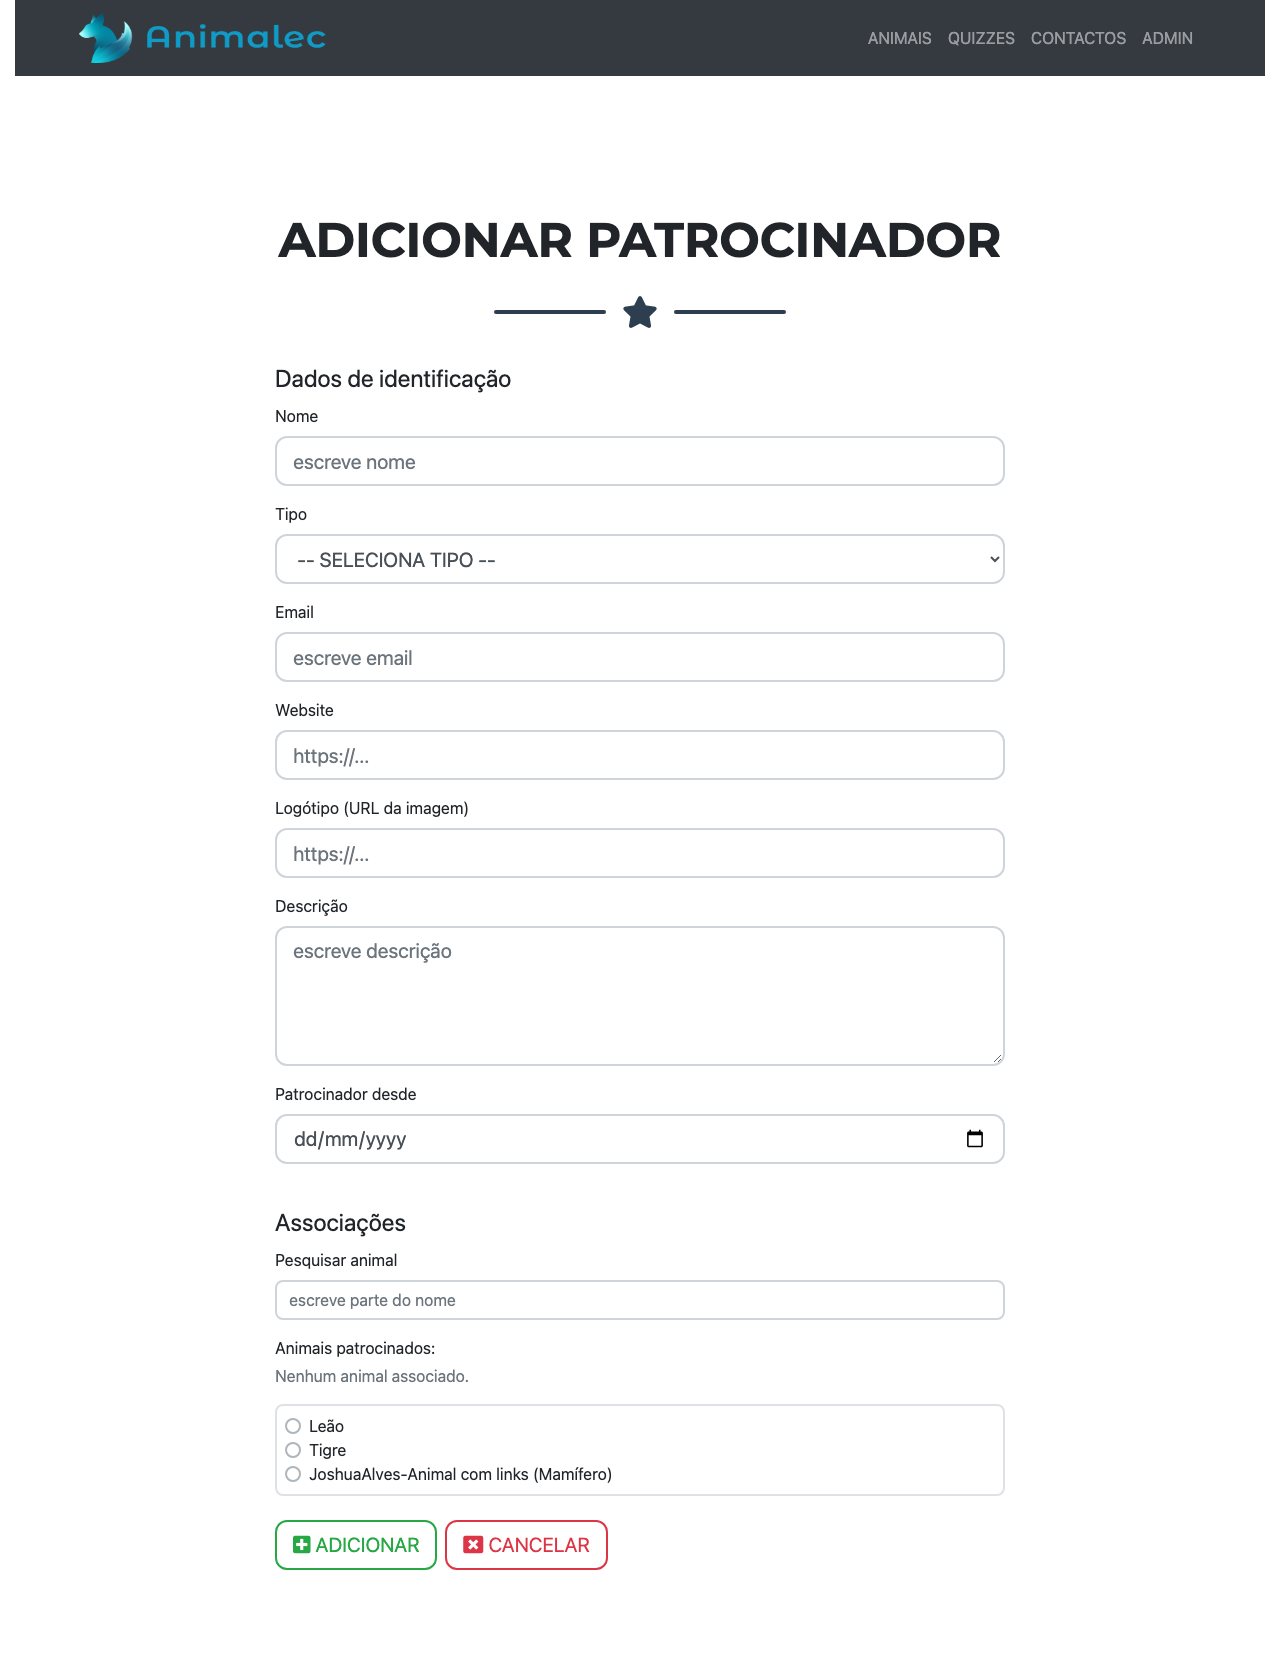 Animalec
ANIMAIS QUIZZES CONTACTOS ADMIN
ADICIONAR PATROCINADOR
Dados de identificação
Nome
escreve nome
Tipo
-- SELECIONA TIPO --
Email
escreve email
Website
https://...
Logótipo (URL da imagem)
https://...
Descrição
escreve descrição
Patrocinador desde
dd/mm/yyyy
Associações
Pesquisar animal
escreve parte do nome
Animais patrocinados:
Nenhum animal associado.
Leão
Tigre
JoshuaAlves-Animal com links (Mamífero)
ADICIONAR CANCELAR